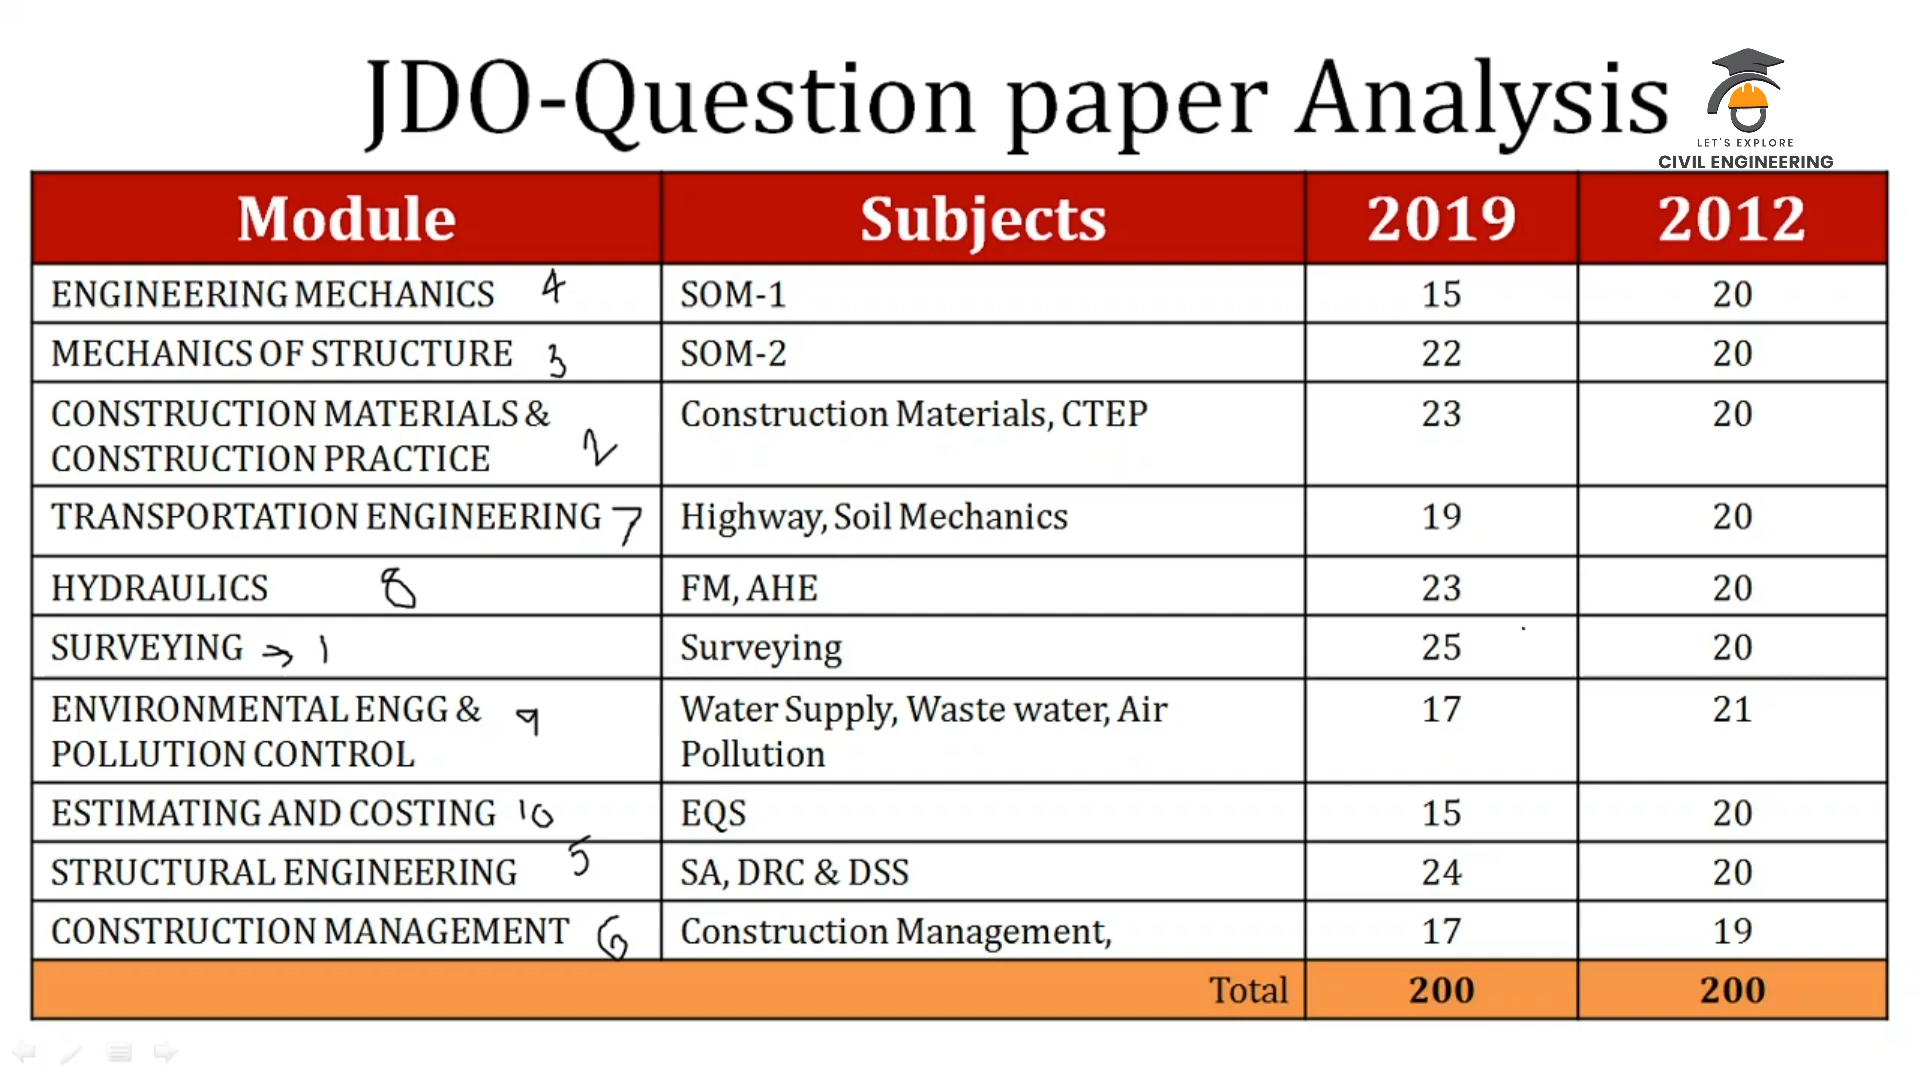 JDO-Question paper Analysis
LET'S EXPLORE
CIVIL ENGINEERING
Module Subjects 2019 2012
ENGINEERING MECHANICS 4 SOM-1 15 20
MECHANICS OF STRUCTURE 3 SOM-2 22 20
CONSTRUCTION MATERIALS & Construction Materials, CTEP 23 20
CONSTRUCTION PRACTICE 2
TRANSPORTATION ENGINEERING 7 Highway, Soil Mechanics 19 20
HYDRAULICS 8 FM, AHE 23 20
SURVEYING → 1 Surveying 25 20
ENVIRONMENTAL ENGG & 9 Water Supply, Waste water, Air 17 21
POLLUTION CONTROL Pollution
ESTIMATING AND COSTING 10 EQS 15 20
STRUCTURAL ENGINEERING 5 SA, DRC & DSS 24 20
CONSTRUCTION MANAGEMENT 6 Construction Management, 17 19
Total 200 200